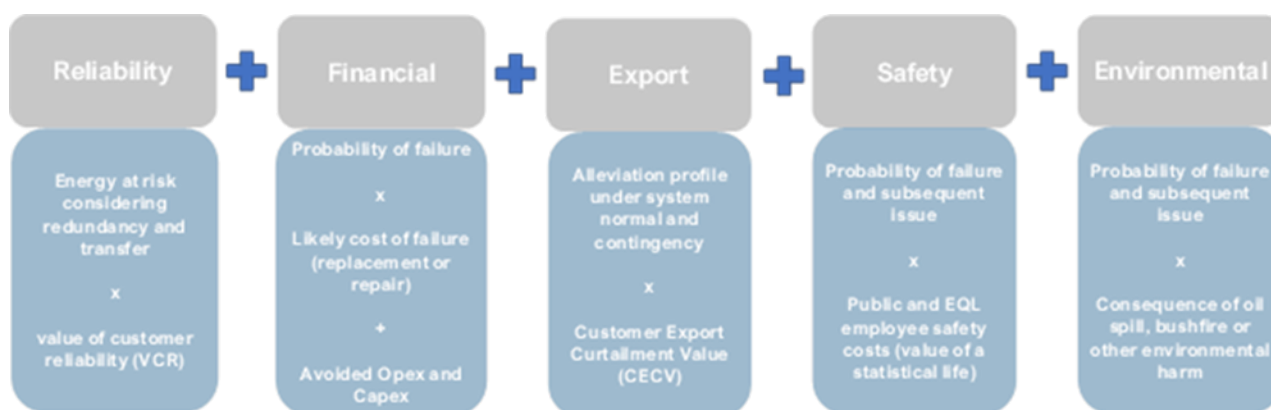 Reliability
Energy at risk
considering
redundancy and
transfer
x
value of customer
reliability (VCR)
Financial
Probability of failure
x
Likely cost of failure
(replacement or
repair)
+
Avoided Opex and
Capex
Export
Alleviation profile
under system
normal and
contingency
x
Customer Export
Curtailment Value
(CECV)
Safety
Probability of failure
and subsequent
issue
x
Public and EQL
employee safety
costs (value of a
statistical life)
Environmental
Probability of failure
and subsequent
issue
x
Consequence of oil
spill, bushfire or
other environmental
harm